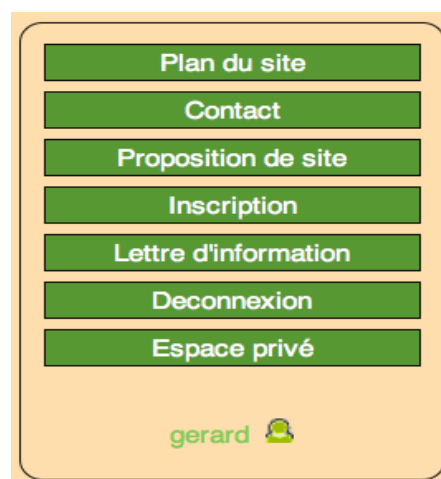 Plan du site
Contact
Proposition de site
Inscription
Lettre d'information
Deconnexion
Espace privé
gerard